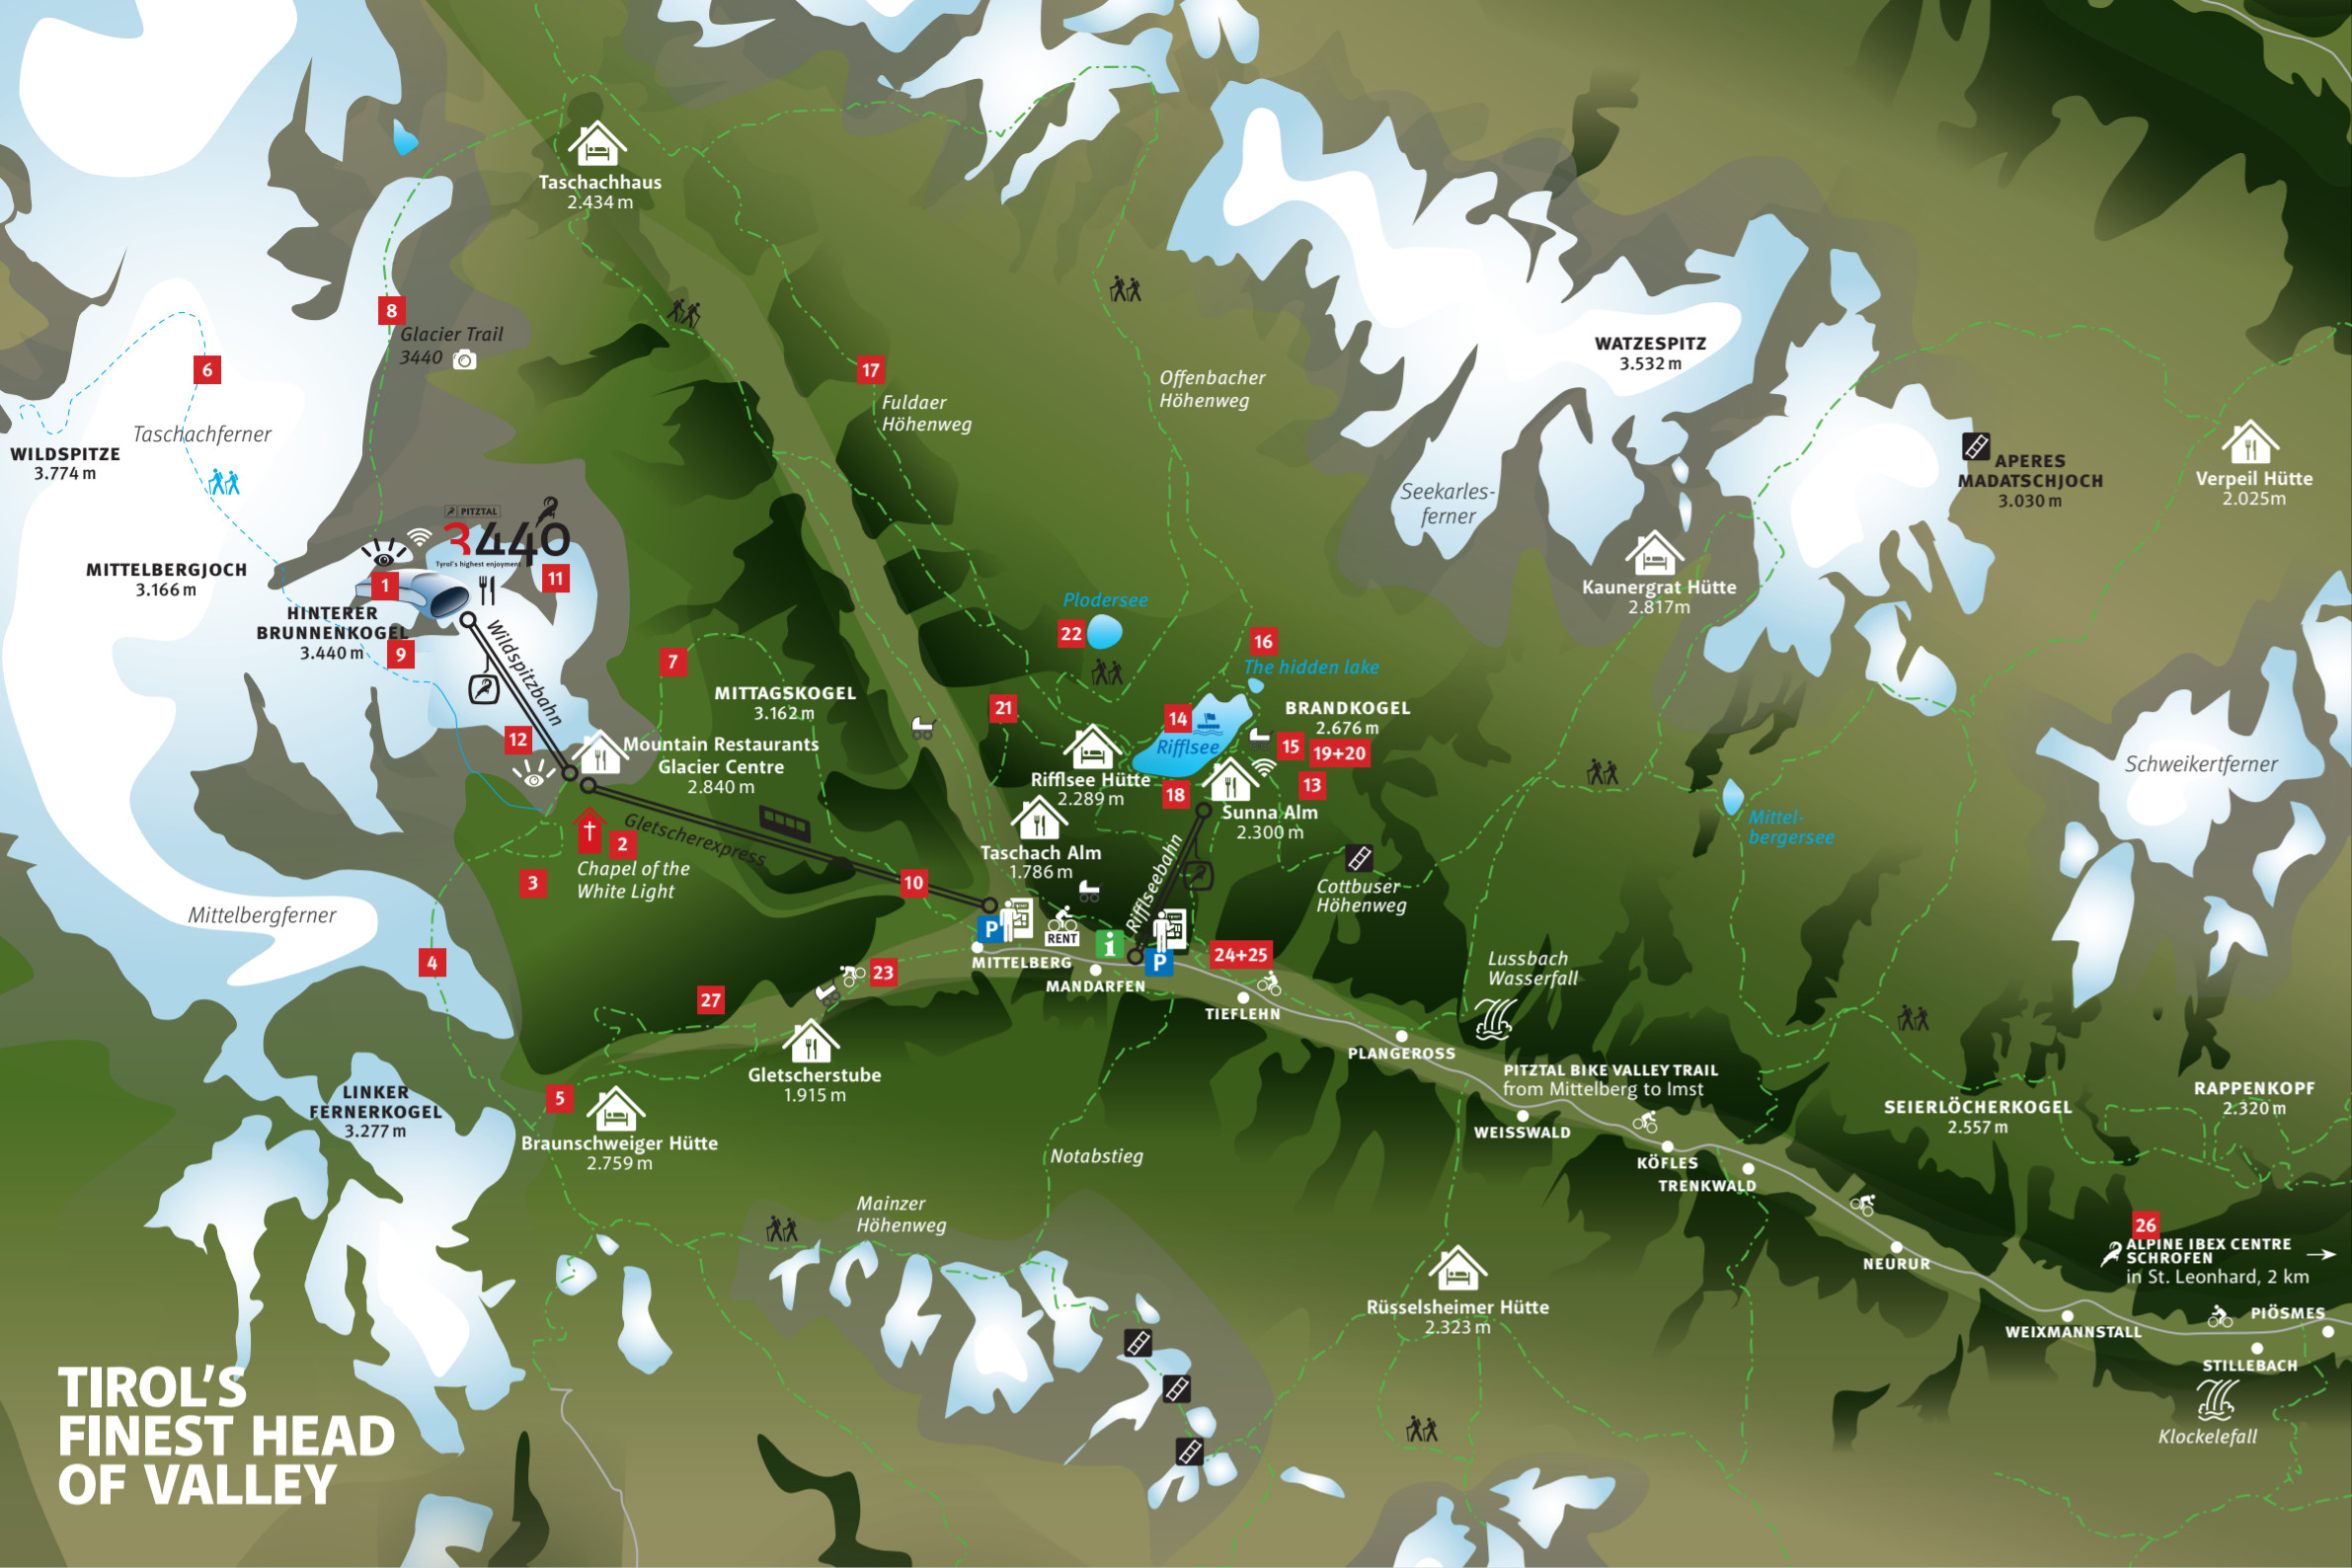 Taschachhaus
2.434 m
8
Glacier Trail
3440
6
17
Fuldaer
Höhenweg
Offenbacher
Höhenweg
WATZESPITZ
3.532 m
Taschachferner
WILDSPITZE
3.774 m
APERES
MADATSCHJOCH
3.030 m
Verpeil Hütte
2.025m
Seekarles-
ferner
PITZTAL
3440
Tyrol's highest enjoyment
11
1
MITTELBERGJOCH
3.166 m
HINTERER
BRUNNENKOGEL
3.440 m
9
Wildspitzbahn
Kaunergrat Hütte
2.817m
Plodersee
22
16
The hidden lake
7
MITTAGSKOGEL
3.162 m
21
14
Rifflsee
BRANDKOGEL
2.676 m
15
19+20
13
12
Mountain Restaurants
Glacier Centre
2.840 m
Rifflsee Hütte
2.289 m
18
Sunna Alm
2.300 m
Schweikertferner
Mittel-
bergersee
Gletscherexpress
2
Chapel of the
White Light
3
Taschach Alm
1.786 m
Rifflseebahn
10
Cottbuser
Höhenweg
Mittelbergferner
4
P
RENT
i
P
MITTELBERG
MANDARFEN
24+25
TIEFLEHN
23
27
Gletscherstube
1.915 m
Lussbach
Wasserfall
PLANGEROSS
PITZTAL BIKE VALLEY TRAIL
from Mittelberg to Imst
WEISSWALD
KÖFLES
TRENKWALD
SEIERLÖCHERKOGEL
2.557 m
RAPPENKOPF
2.320 m
LINKER
FERNERKOGEL
3.277 m
5
Braunschweiger Hütte
2.759 m
Notabstieg
Mainzer
Höhenweg
NEURUR
26
ALPINE IBEX CENTRE
SCHROFEN
in St. Leonhard, 2 km
Rüsselsheimer Hütte
2.323 m
WEIXMANNSTALL
PIÖSMES
STILLEBACH
Klockelefall
TIROL'S
FINEST HEAD
OF VALLEY